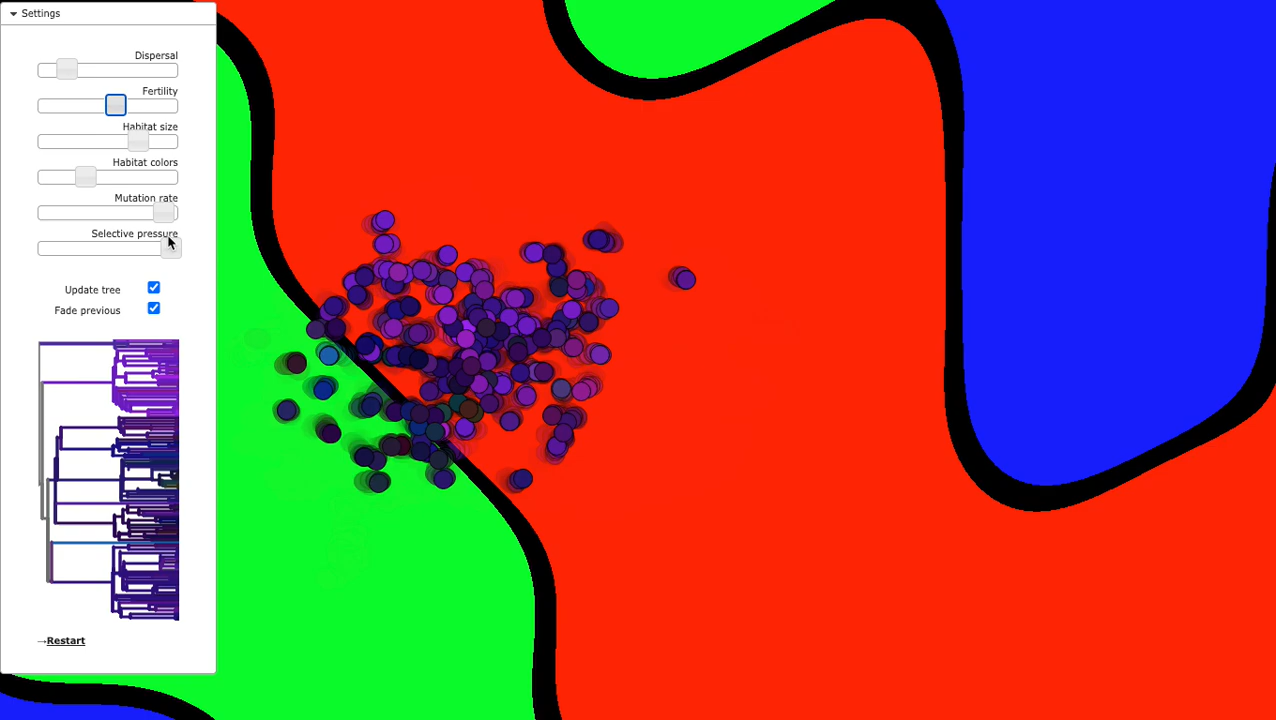 Settings
Dispersal
Fertility
Habitat size
Habitat colors
Mutation rate
Selective pressure
Update tree
Fade previous
→Restart